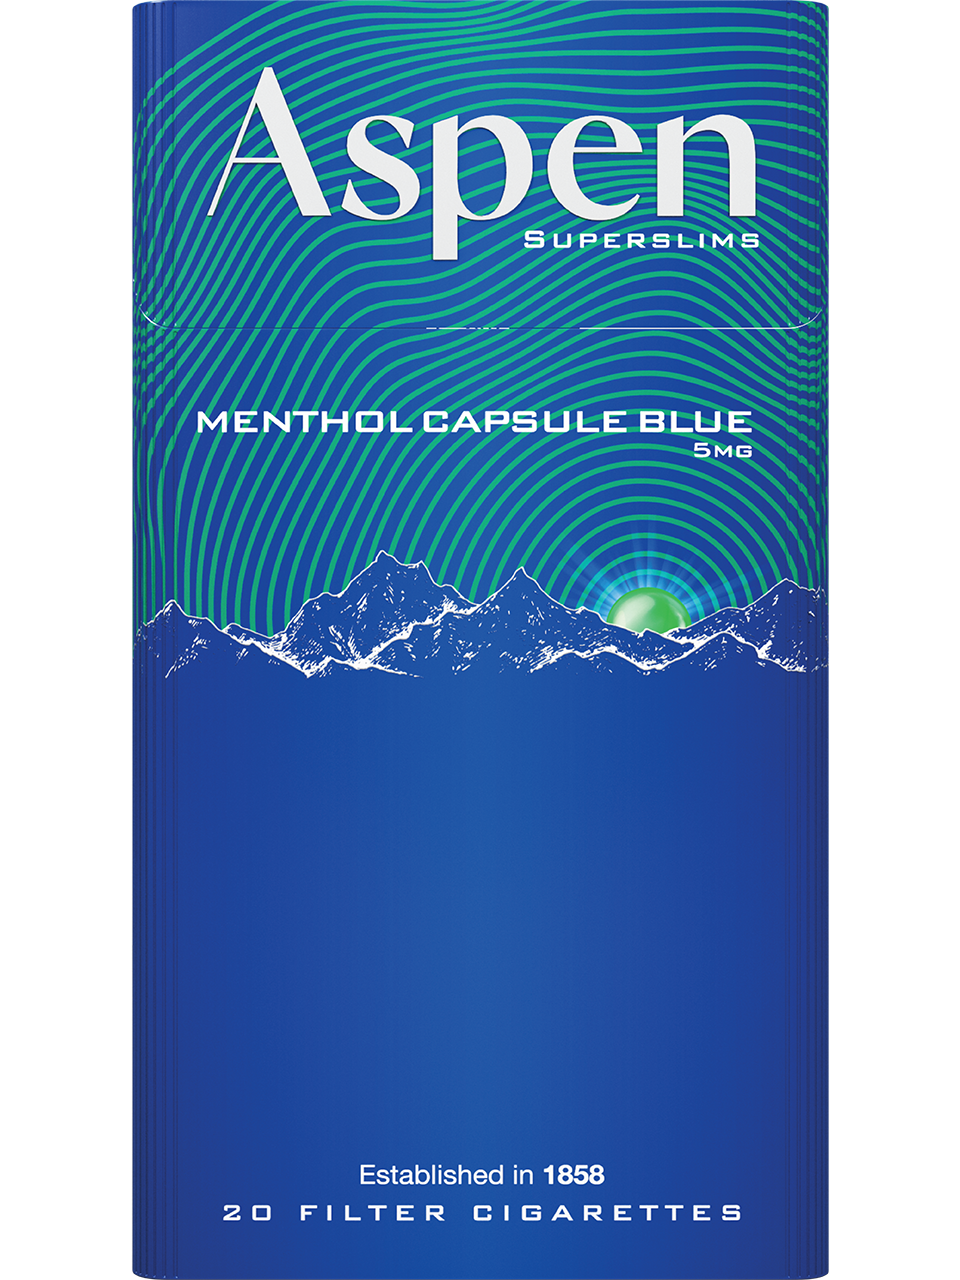 Aspen
SUPERSLIMS
MENTHOL CAPSULE BLUE
5MG
Established in 1858
20 FILTER CIGARETTES